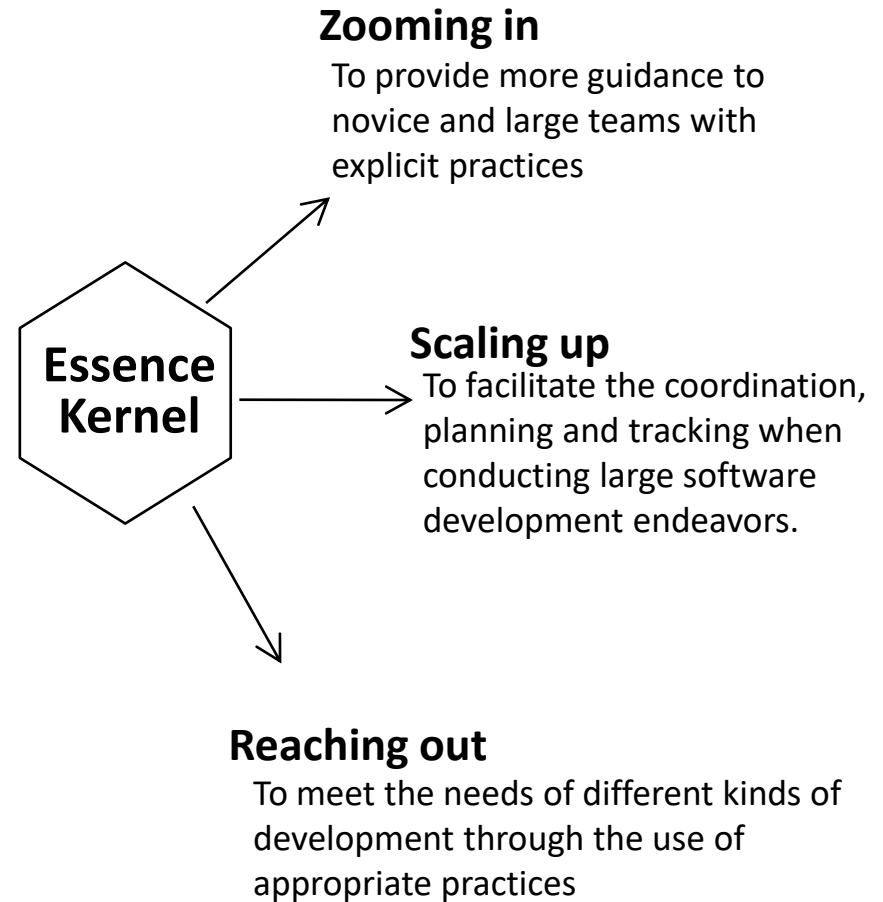 Zooming in
To provide more guidance to
novice and large teams with
explicit practices
Essence
Kernel
Scaling up
To facilitate the coordination,
planning and tracking when
conducting large software
development endeavors.
Reaching out
To meet the needs of different kinds of
development through the use of
appropriate practices